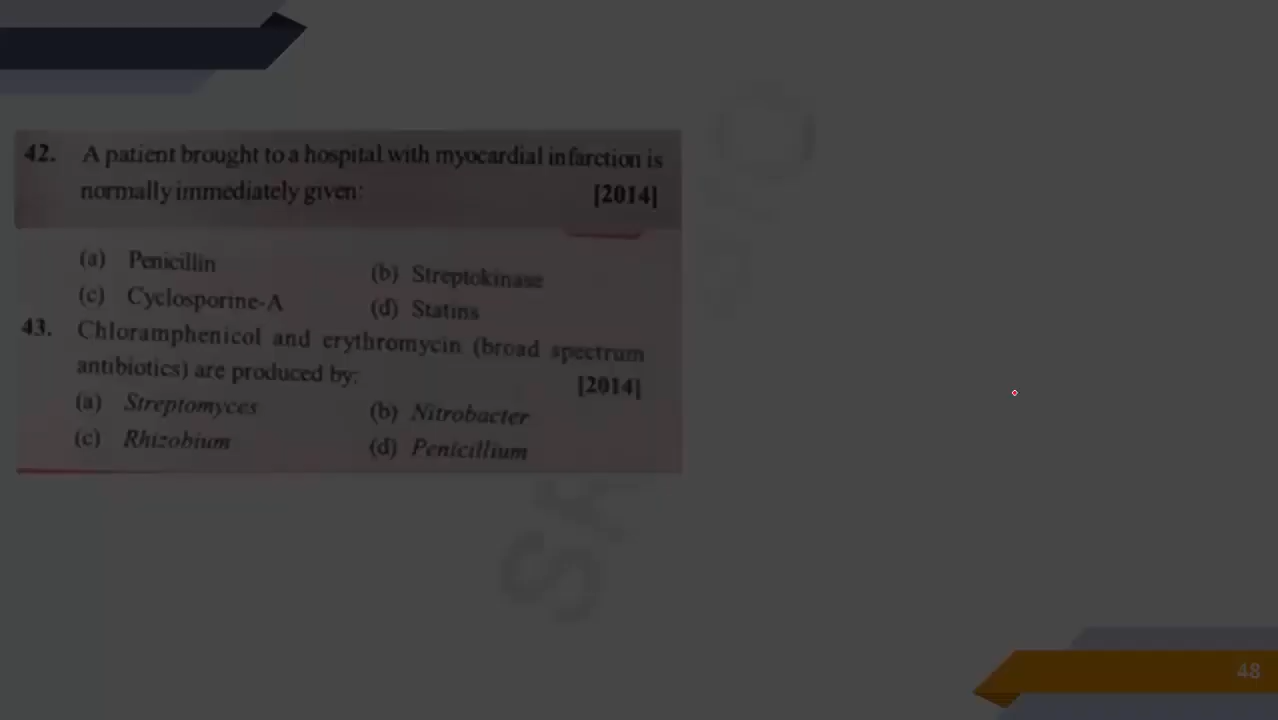 42. A patient brought to a hospital with myocardial infarction is
normally immediately given: [2014]
(a) Penicillin (b) Streptokinase
(c) Cyclosporine-A (d) Statins
43. Chloramphenicol and erythromycin (broad spectrum
antibiotics) are produced by: [2014]
(a) Streptomyces (b) Nitrobacter
(c) Rhizobium (d) Penicillium
48